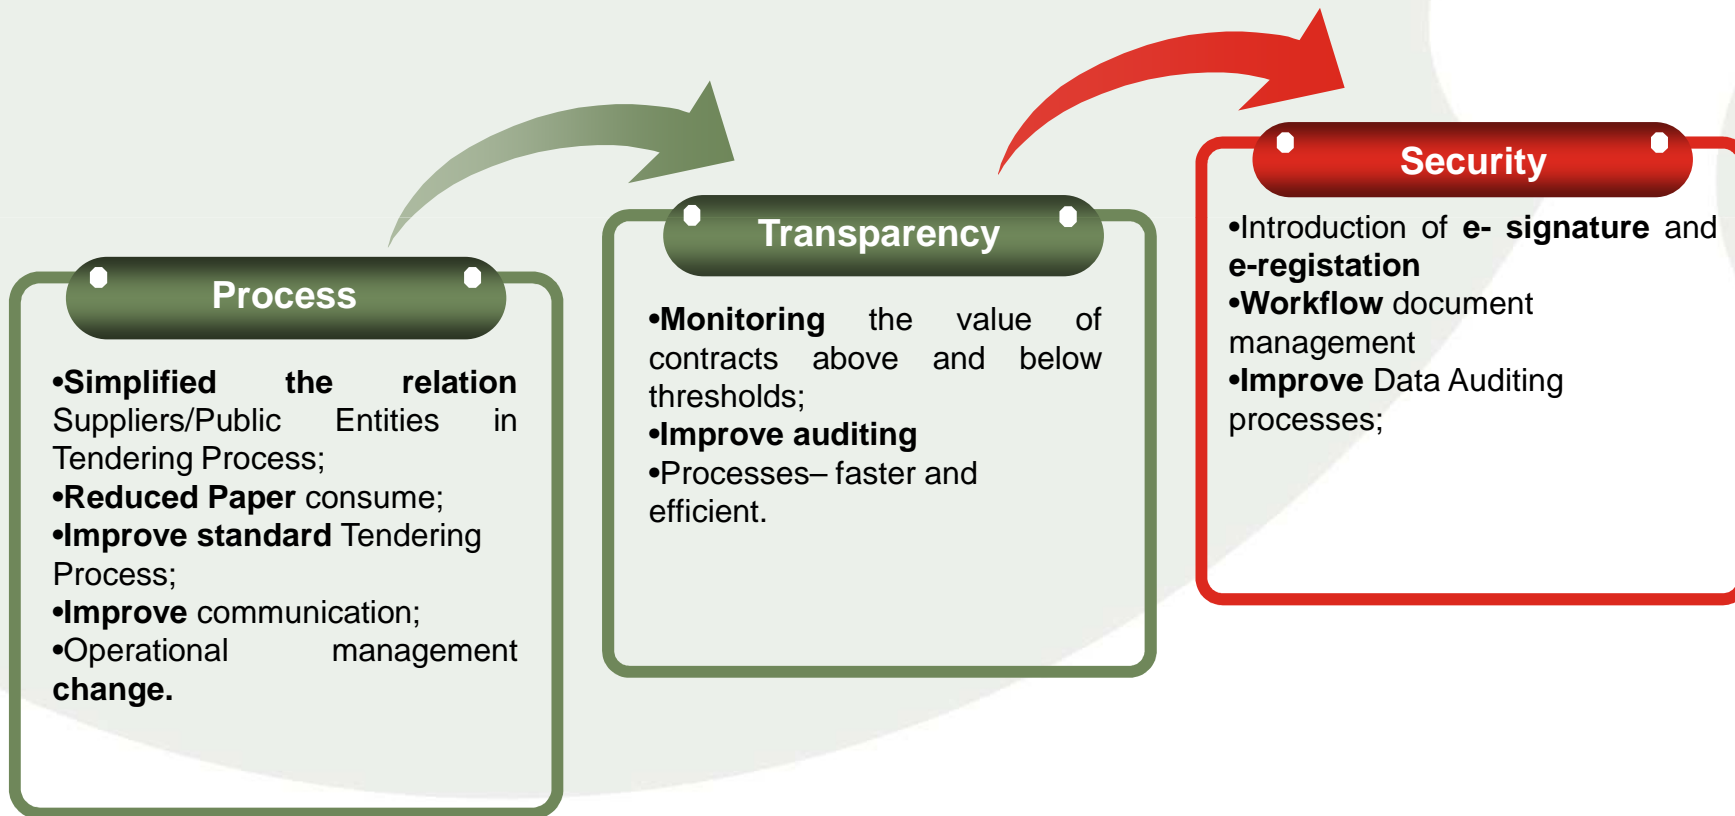 Process
•Simplified the relation
Suppliers/Public Entities in
Tendering Process;
•Reduced Paper consume;
•Improve standard Tendering
Process;
•Improve communication;
•Operational management
change.
Transparency
•Monitoring the value of
contracts above and below
thresholds;
•Improve auditing
•Processes– faster and
efficient.
Security
•Introduction of e- signature and
e-registation
•Workflow document
management
•Improve Data Auditing
processes;